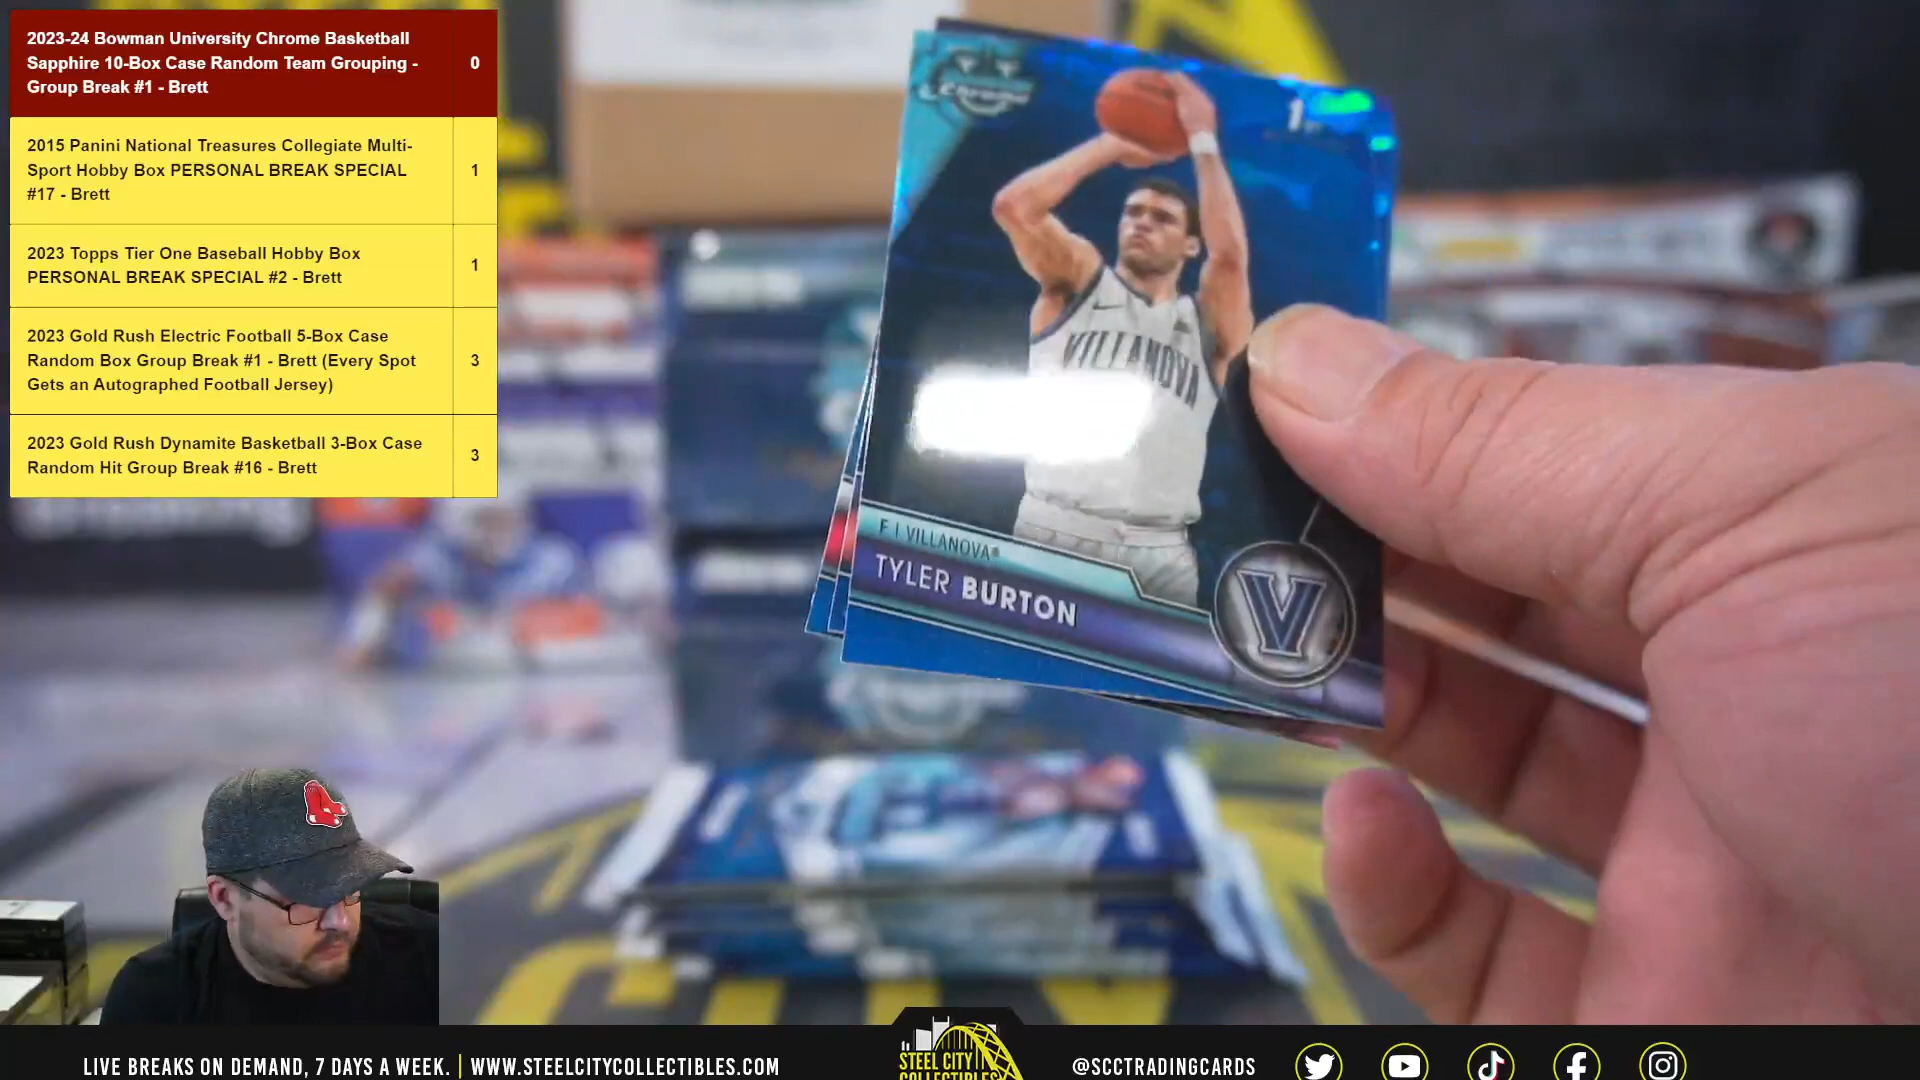 2023-24 Bowman University Chrome Basketball
Sapphire 10-Box Case Random Team Grouping -
Group Break #1 - Brett
0
2015 Panini National Treasures Collegiate Multi-
Sport Hobby Box PERSONAL BREAK SPECIAL
#17 - Brett
1
2023 Topps Tier One Baseball Hobby Box
PERSONAL BREAK SPECIAL #2 - Brett
1
2023 Gold Rush Electric Football 5-Box Case
Random Box Group Break #1 - Brett (Every Spot
Gets an Autographed Football Jersey)
3
2023 Gold Rush Dynamite Basketball 3-Box Case
Random Hit Group Break #16 - Brett
3
Chrome
VILLANOVA
F | VILLANOVA®
TYLER BURTON
V
LIVE BREAKS ON DEMAND, 7 DAYS A WEEK. | WWW.STEELCITYCOLLECTIBLES.COM
STEEL CITY
COLLECTIBLES
@SCCTRADINGCARDS